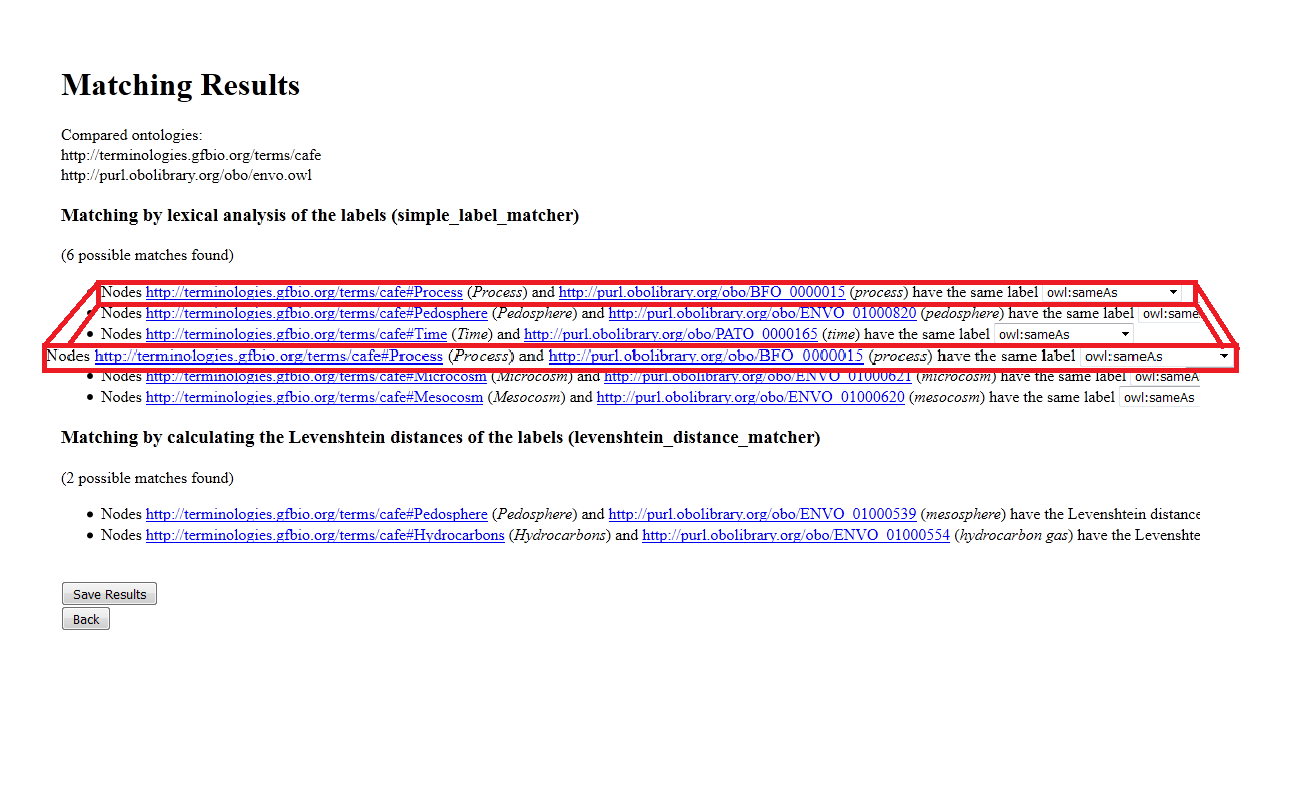 Matching Results
Compared ontologies:
http://terminologies.gfbio.org/terms/cafe
http://purl.obolibrary.org/obo/envo.owl
Matching by lexical analysis of the labels (simple_label_matcher)
(6 possible matches found)
Nodes http://terminologies.gfbio.org/terms/cafe#Process (Process) and http://purl.obolibrary.org/obo/BFO_0000015 (process) have the same label owl:sameAs
Nodes http://terminologies.gfbio.org/terms/cafe#Pedosphere (Pedosphere) and http://purl.obolibrary.org/obo/ENVO_01000820 (pedosphere) have the same label owl:same
Nodes http://terminologies.gfbio.org/terms/cafe#Time (Time) and http://purl.obolibrary.org/obo/PATO_0000165 (time) have the same label owl:sameAs
Nodes http://terminologies.gfbio.org/terms/cafe#Process (Process) and http://purl.obolibrary.org/obo/BFO_0000015 (process) have the same label owl:sameAs
Nodes http://terminologies.gfbio.org/terms/cafe#Microcosm (Microcosm) and http://purl.obolibrary.org/obo/ENVO_01000621 (microcosm) have the same label owl:sameA
Nodes http://terminologies.gfbio.org/terms/cafe#Mesocosm (Mesocosm) and http://purl.obolibrary.org/obo/ENVO_01000620 (mesocosm) have the same label owl:sameAs
Matching by calculating the Levenshtein distances of the labels (levenshtein_distance_matcher)
(2 possible matches found)
Nodes http://terminologies.gfbio.org/terms/cafe#Pedosphere (Pedosphere) and http://purl.obolibrary.org/obo/ENVO_01000539 (mesosphere) have the Levenshtein distance
Nodes http://terminologies.gfbio.org/terms/cafe#Hydrocarbons (Hydrocarbons) and http://purl.obolibrary.org/obo/ENVO_01000554 (hydrocarbon gas) have the Levenshte
Save Results
Back